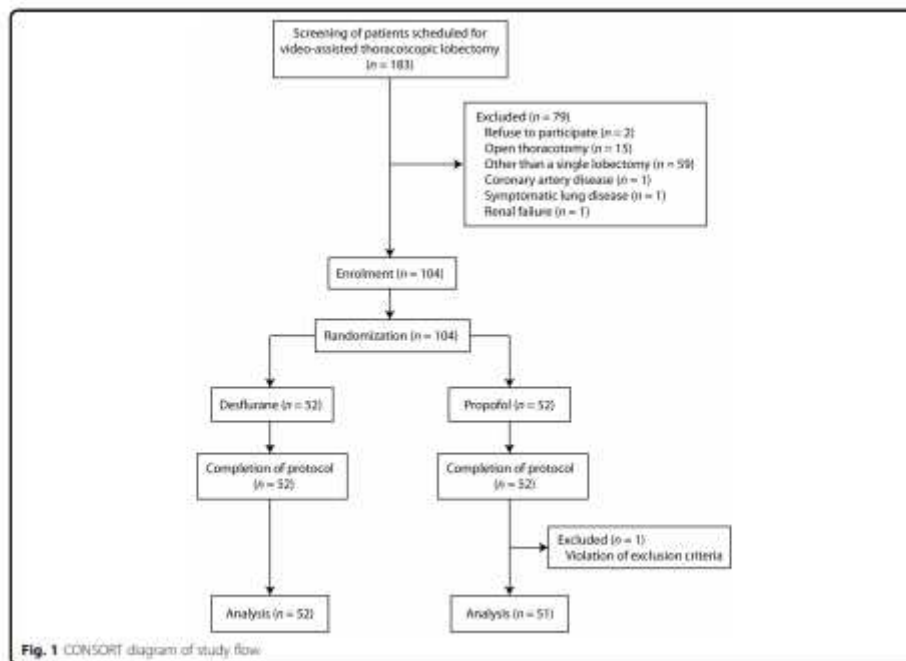 Screening of patients scheduled for
video-assisted thoracoscopic lobectomy
(n = 183)
Excluded (n = 79)
Refuse to participate (n = 2)
Open thoracotomy (n = 15)
Other than a single lobectomy (n = 59)
Coronary artery disease (n = 1)
Symptomatic lung disease (n = 1)
Renal failure (n = 1)
Enrolment (n = 104)
Randomization (n = 104)
Desflurane (n = 52)
Propofol (n = 52)
Completion of protocol
(n = 52)
Completion of protocol
(n = 52)
Excluded (n = 1)
Violation of exclusion criteria
Analysis (n = 52)
Analysis (n = 51)
Fig. 1 CONSORT diagram of study flow